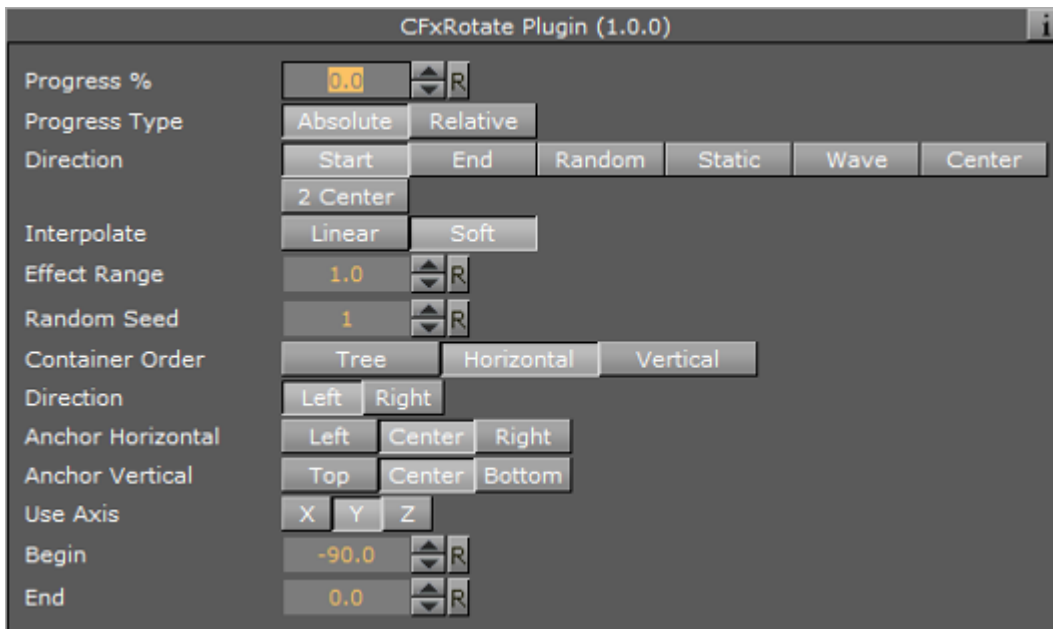 CFxRotate Plugin (1.0.0) i
Progress % 0.0 R
Progress Type Absolute Relative
Direction Start End Random Static Wave Center
2 Center
Interpolate Linear Soft
Effect Range 1.0 R
Random Seed 1 R
Container Order Tree Horizontal Vertical
Direction Left Right
Anchor Horizontal Left Center Right
Anchor Vertical Top Center Bottom
Use Axis X Y Z
Begin -90.0 R
End 0.0 R